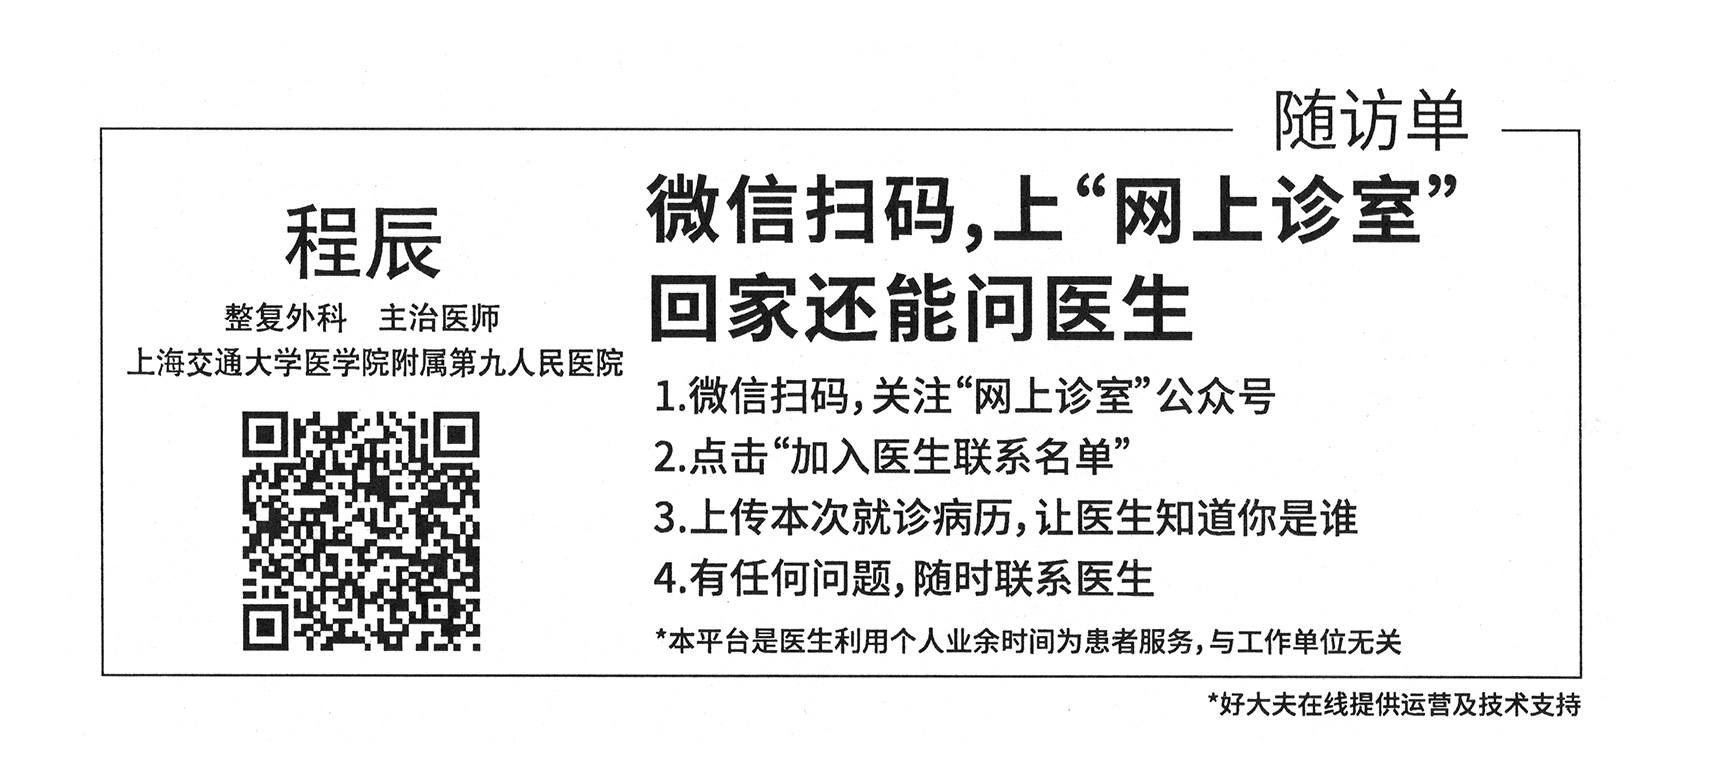 随访单
程辰
整复外科 主治医师
上海交通大学医学院附属第九人民医院
微信扫码,上“网上诊室”
回家还能问医生
1.微信扫码,关注“网上诊室”公众号
2.点击“加入医生联系名单”
3.上传本次就诊病历,让医生知道你是谁
4.有任何问题,随时联系医生
*本平台是医生利用个人业余时间为患者服务,与工作单位无关
*好大夫在线提供运营及技术支持